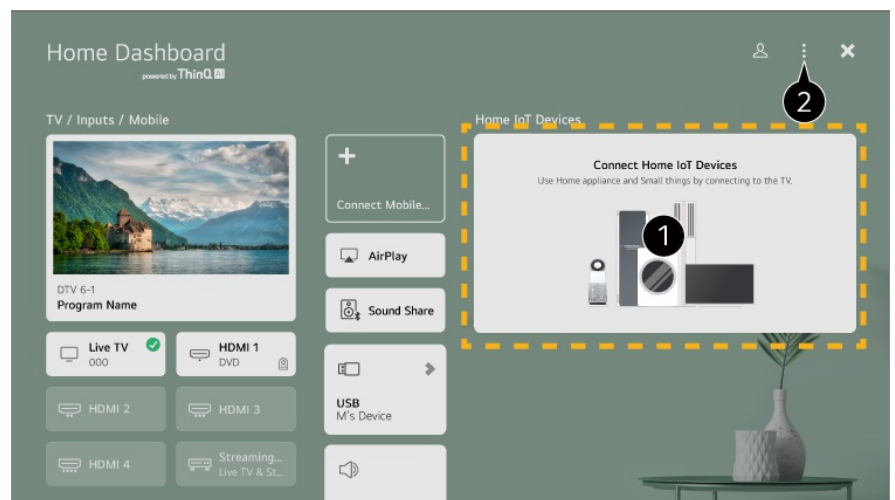 Home Dashboard
powered by ThinQ AI
2
TV / Inputs / Mobile
Home IoT Devices
Connect Mobile...
Connect Home IoT Devices
Use Home appliance and Small things by connecting to the TV.
1
AirPlay
DTV 6-1
Program Name
Sound Share
Live TV
000
HDMI 1
DVD
USB
M's Device
HDMI 2
HDMI 3
HDMI 4
Streaming...
Live TV & St...